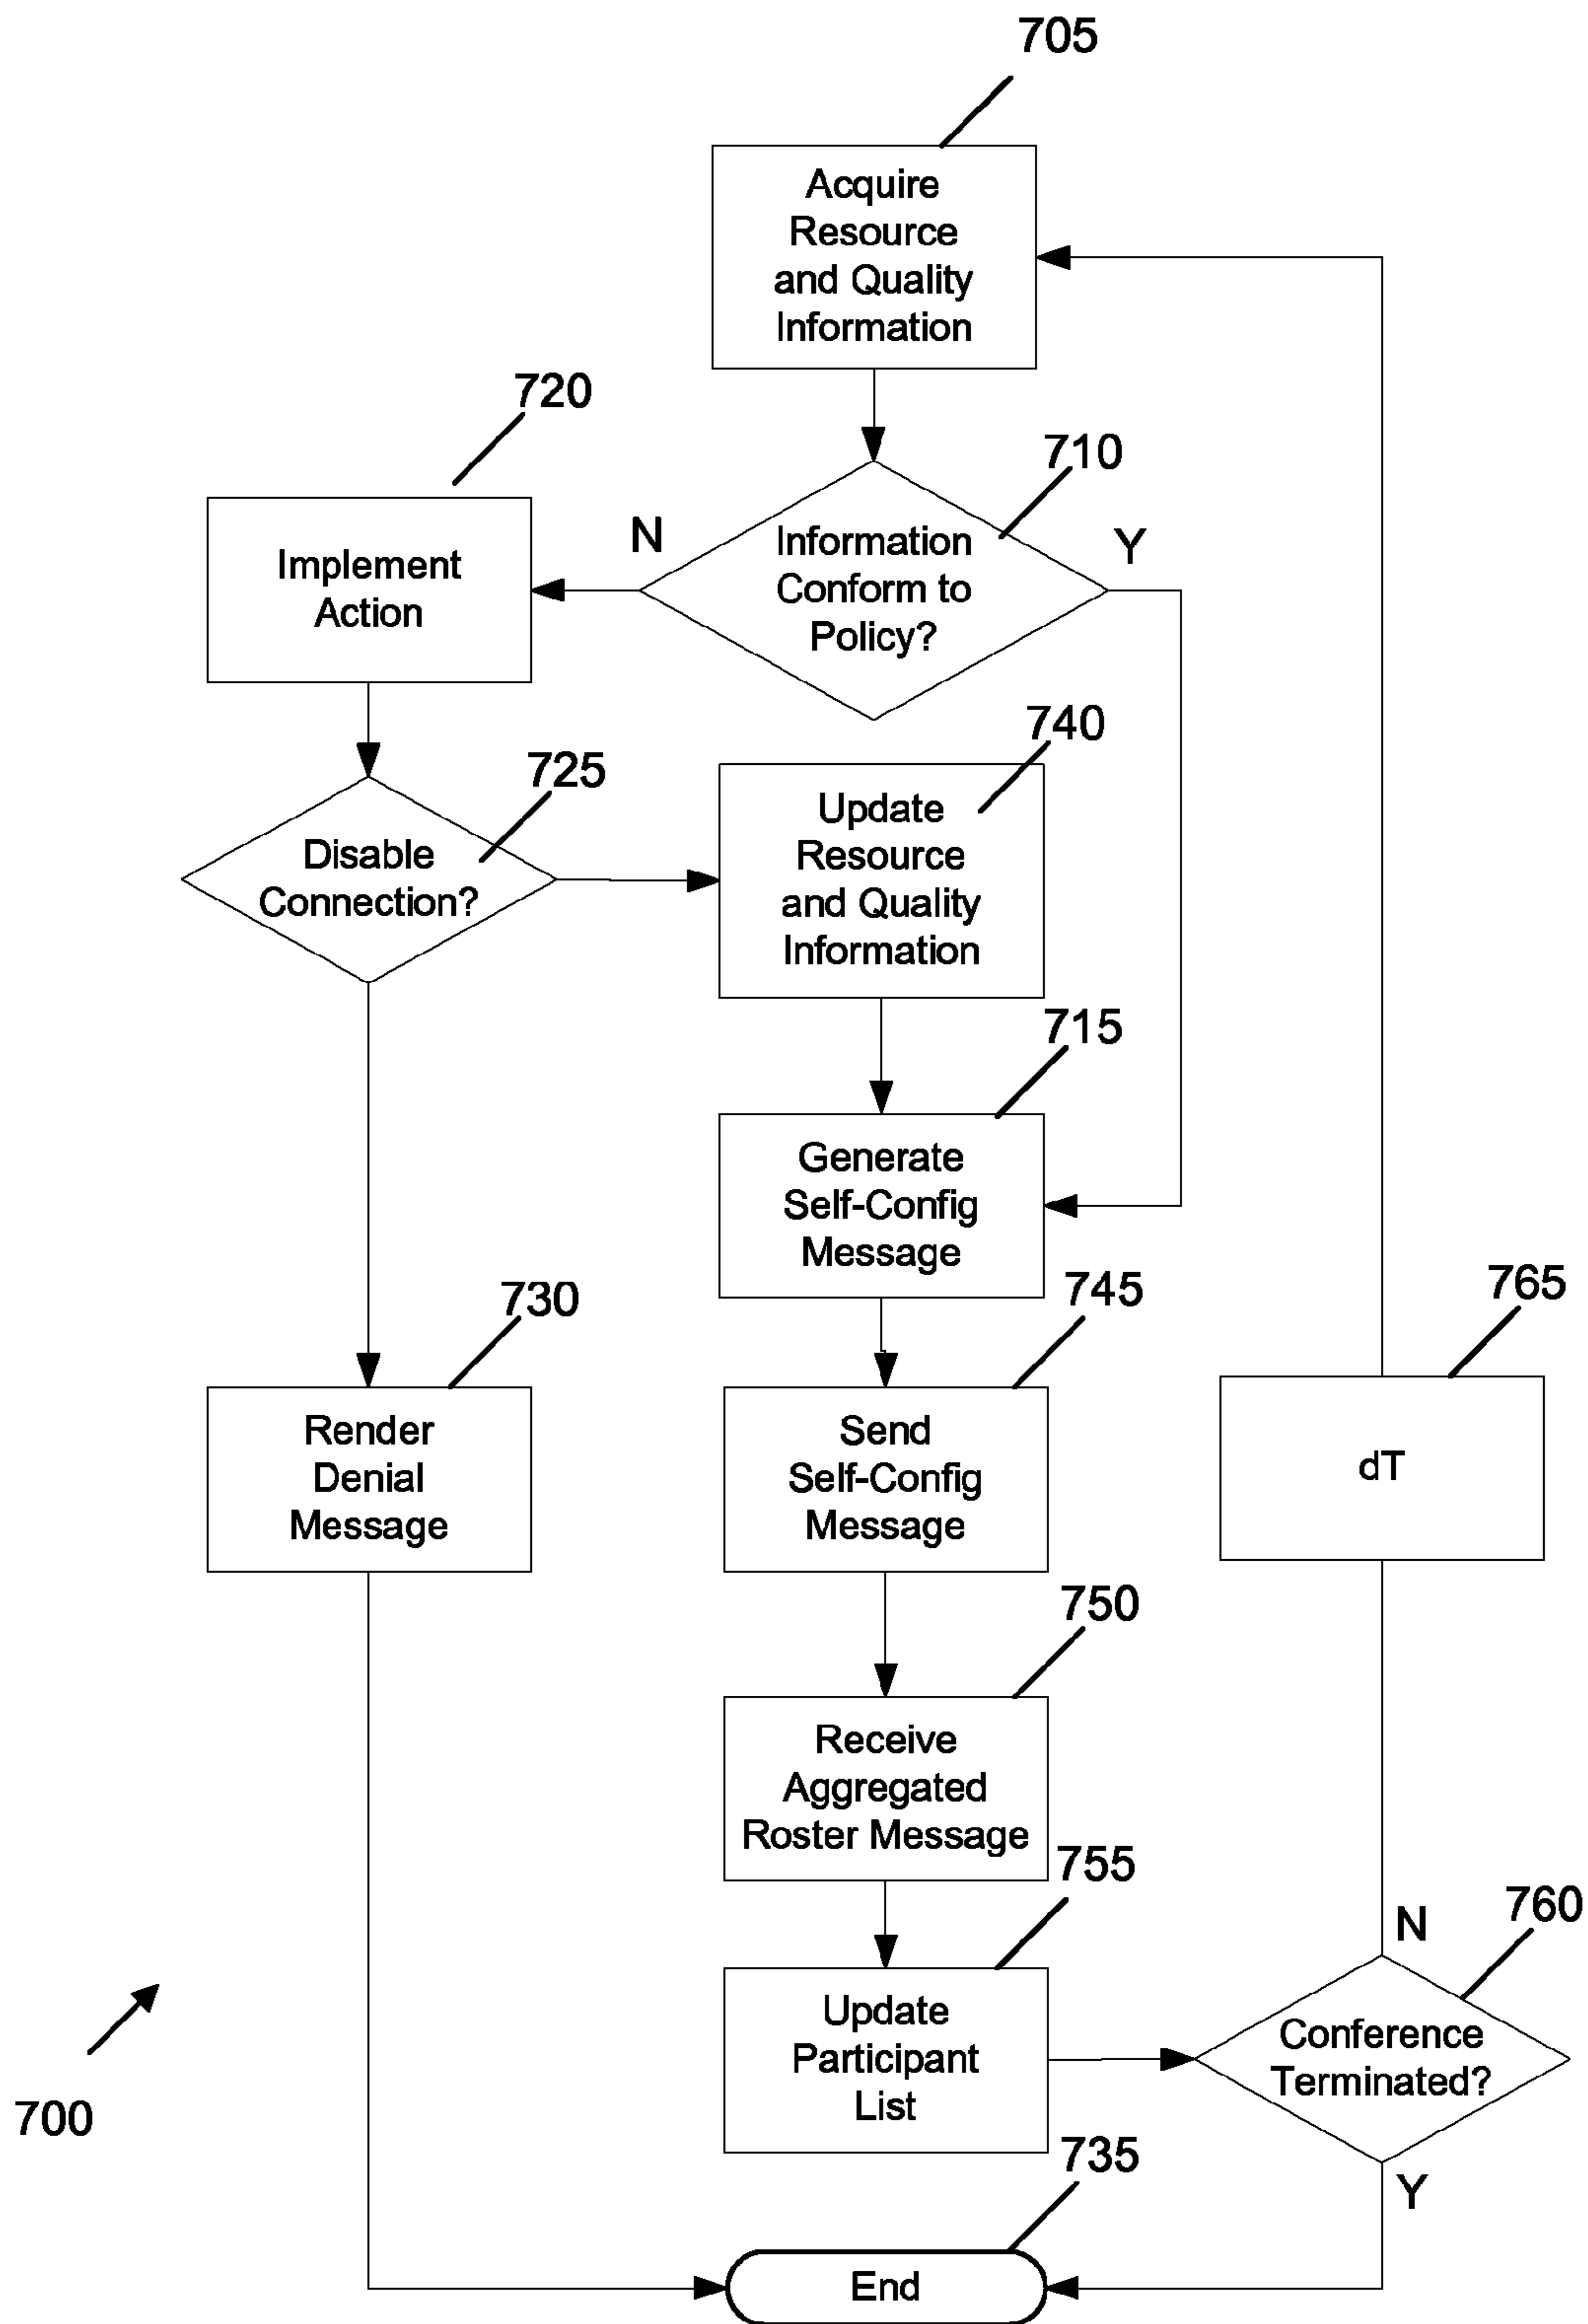 705
Acquire
Resource
and Quality
Information
720
710
N
Information
Conform to
Policy?
Y
Implement
Action
740
725
Update
Resource
and Quality
Information
Disable
Connection?
715
Generate
Self-Config
Message
730
745
765
Render
Denial
Message
Send
Self-Config
Message
dT
750
Receive
Aggregated
Roster Message
755
760
N
Update
Participant
List
Conference
Terminated?
700
735
Y
End